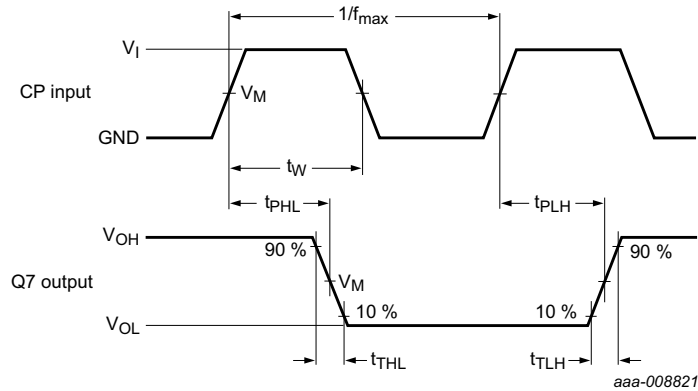 1/fmax
VI
CP input
VM
GND
tW
tPHL
tPLH
VOH
90 %
90 %
Q7 output
VM
10 %
10 %
VOL
tTHL
tTLH
aaa-008821